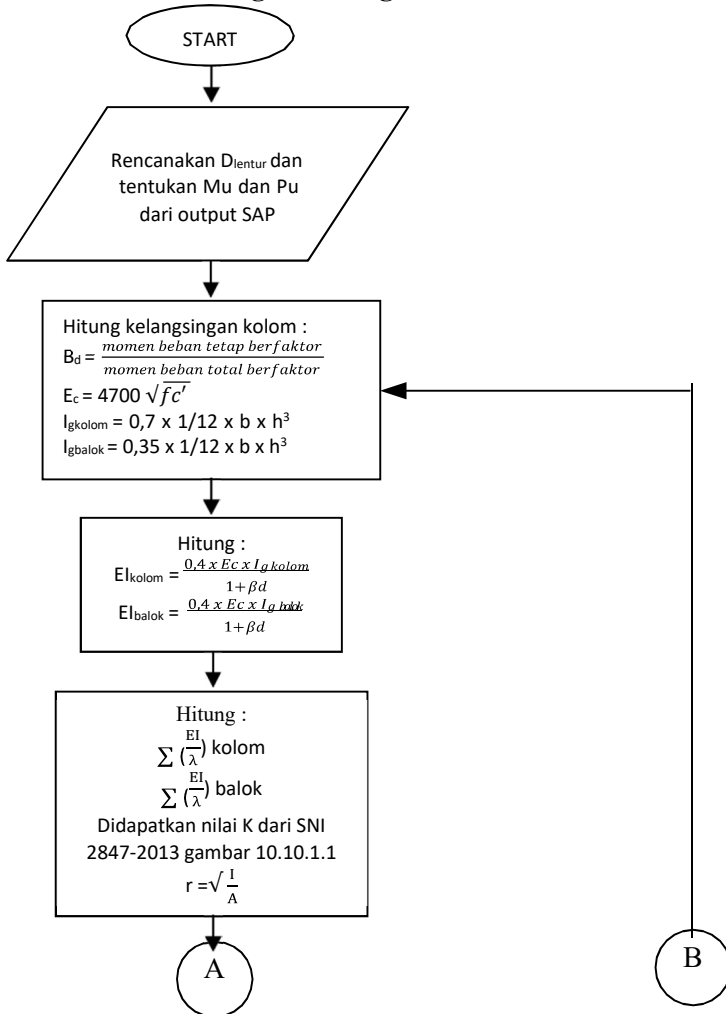 START
Rencanakan Dlentur dan
tentukan Mu dan Pu
dari output SAP
Hitung kelangsingan kolom :
Bd = momen beban tetap berfaktor / momen beban total berfaktor
Ec = 4700 √fc′
Igkolom = 0,7 x 1/12 x b x h³
Igbalok = 0,35 x 1/12 x b x h³
Hitung :
EIkolom = 0,4 x Ec x Ig kolom / 1+ βd
EIbalok = 0,4 x Ec x Ig balok / 1+ βd
Hitung :
∑ (EI/λ) kolom
∑ (EI/λ) balok
Didapatkan nilai K dari SNI
2847-2013 gambar 10.10.1.1
r =√ I/A
A
B